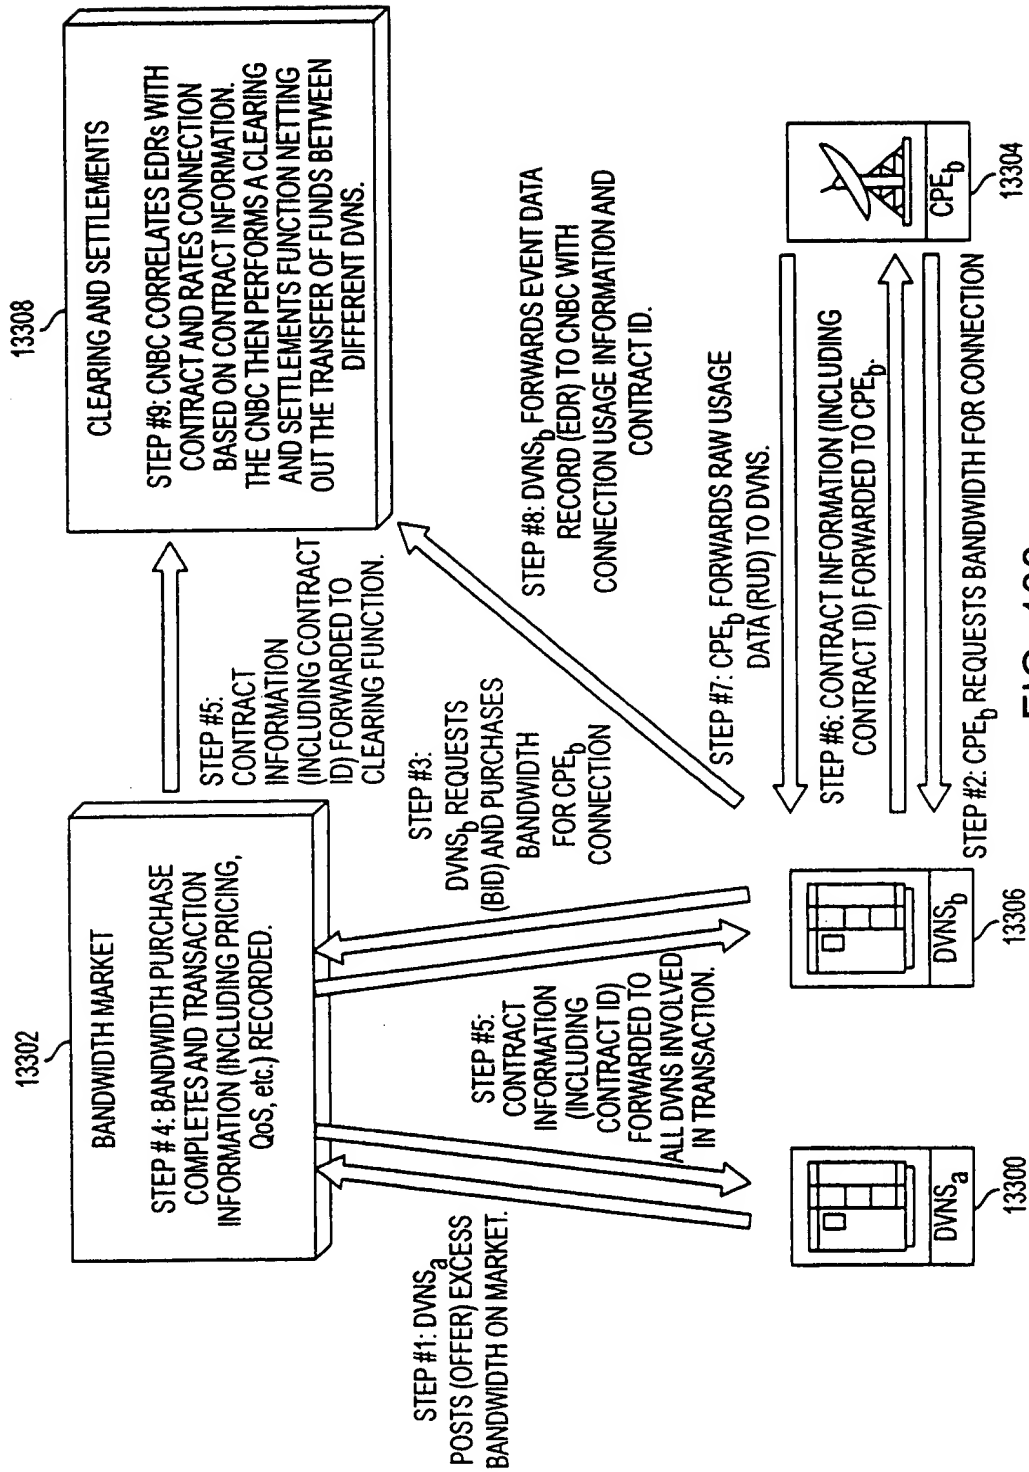 13302
BANDWIDTH MARKET
STEP # 4: BANDWIDTH PURCHASE
COMPLETES AND TRANSACTION
INFORMATION (INCLUDING PRICING,
QoS, etc.) RECORDED.
13308
CLEARING AND SETTLEMENTS
STEP #9: CNBC CORRELATES EDRs WITH
CONTRACT AND RATES CONNECTION
BASED ON CONTRACT INFORMATION.
THE CNBC THEN PERFORMS A CLEARING
AND SETTLEMENTS FUNCTION NETTING
OUT THE TRANSFER OF FUNDS BETWEEN
DIFFERENT DVNS.
STEP #5:
CONTRACT
INFORMATION
(INCLUDING CONTRACT
ID) FORWARDED TO
CLEARING FUNCTION.
STEP #1: DVNSa
POSTS (OFFER) EXCESS
BANDWIDTH ON MARKET.
STEP #5:
CONTRACT
INFORMATION
(INCLUDING
CONTRACT ID)
FORWARDED TO
ALL DVNS INVOLVED
IN TRANSACTION.
STEP #3:
DVNSb REQUESTS
(BID) AND PURCHASES
BANDWIDTH
FOR CPEb
CONNECTION
STEP #8: DVNSb FORWARDS EVENT DATA
RECORD (EDR) TO CNBC WITH
CONNECTION USAGE INFORMATION AND
CONTRACT ID.
STEP #7: CPEb FORWARDS RAW USAGE
DATA (RUD) TO DVNS.
STEP #6: CONTRACT INFORMATION (INCLUDING
CONTRACT ID) FORWARDED TO CPEb.
STEP #2: CPEb REQUESTS BANDWIDTH FOR CONNECTION
DVNSa
13300
DVNSb
13306
CPEb
13304